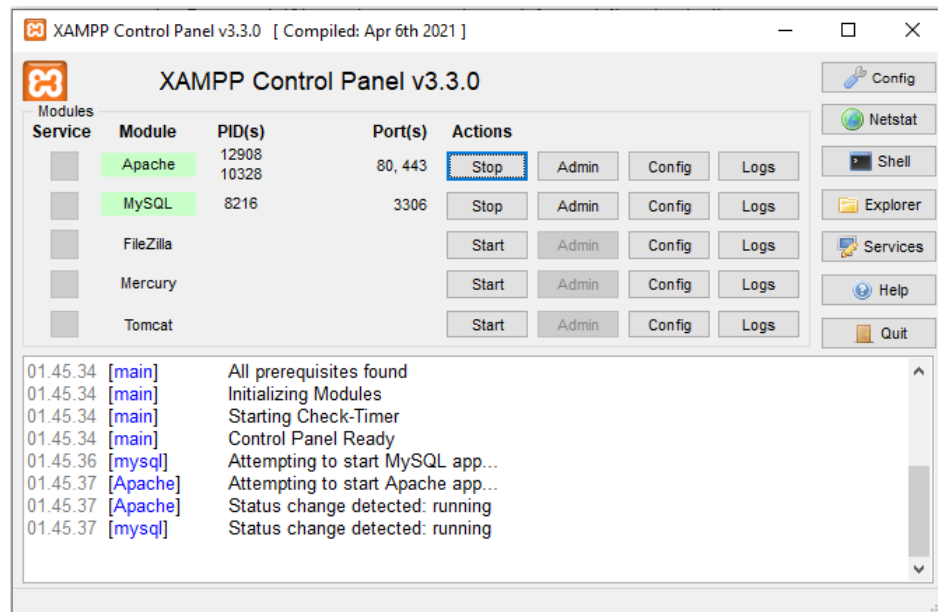 XAMPP Control Panel v3.3.0 [ Compiled: Apr 6th 2021 ]
XAMPP Control Panel v3.3.0
Config
Modules
Service Module PID(s) Port(s) Actions
Netstat
Apache 12908 10328 80, 443 Stop Admin Config Logs
Shell
MySQL 8216 3306 Stop Admin Config Logs
Explorer
FileZilla Start Admin Config Logs
Services
Mercury Start Admin Config Logs
Help
Tomcat Start Admin Config Logs
Quit
01.45.34 [main] All prerequisites found
01.45.34 [main] Initializing Modules
01.45.34 [main] Starting Check-Timer
01.45.34 [main] Control Panel Ready
01.45.36 [mysql] Attempting to start MySQL app...
01.45.37 [Apache] Attempting to start Apache app...
01.45.37 [Apache] Status change detected: running
01.45.37 [mysql] Status change detected: running